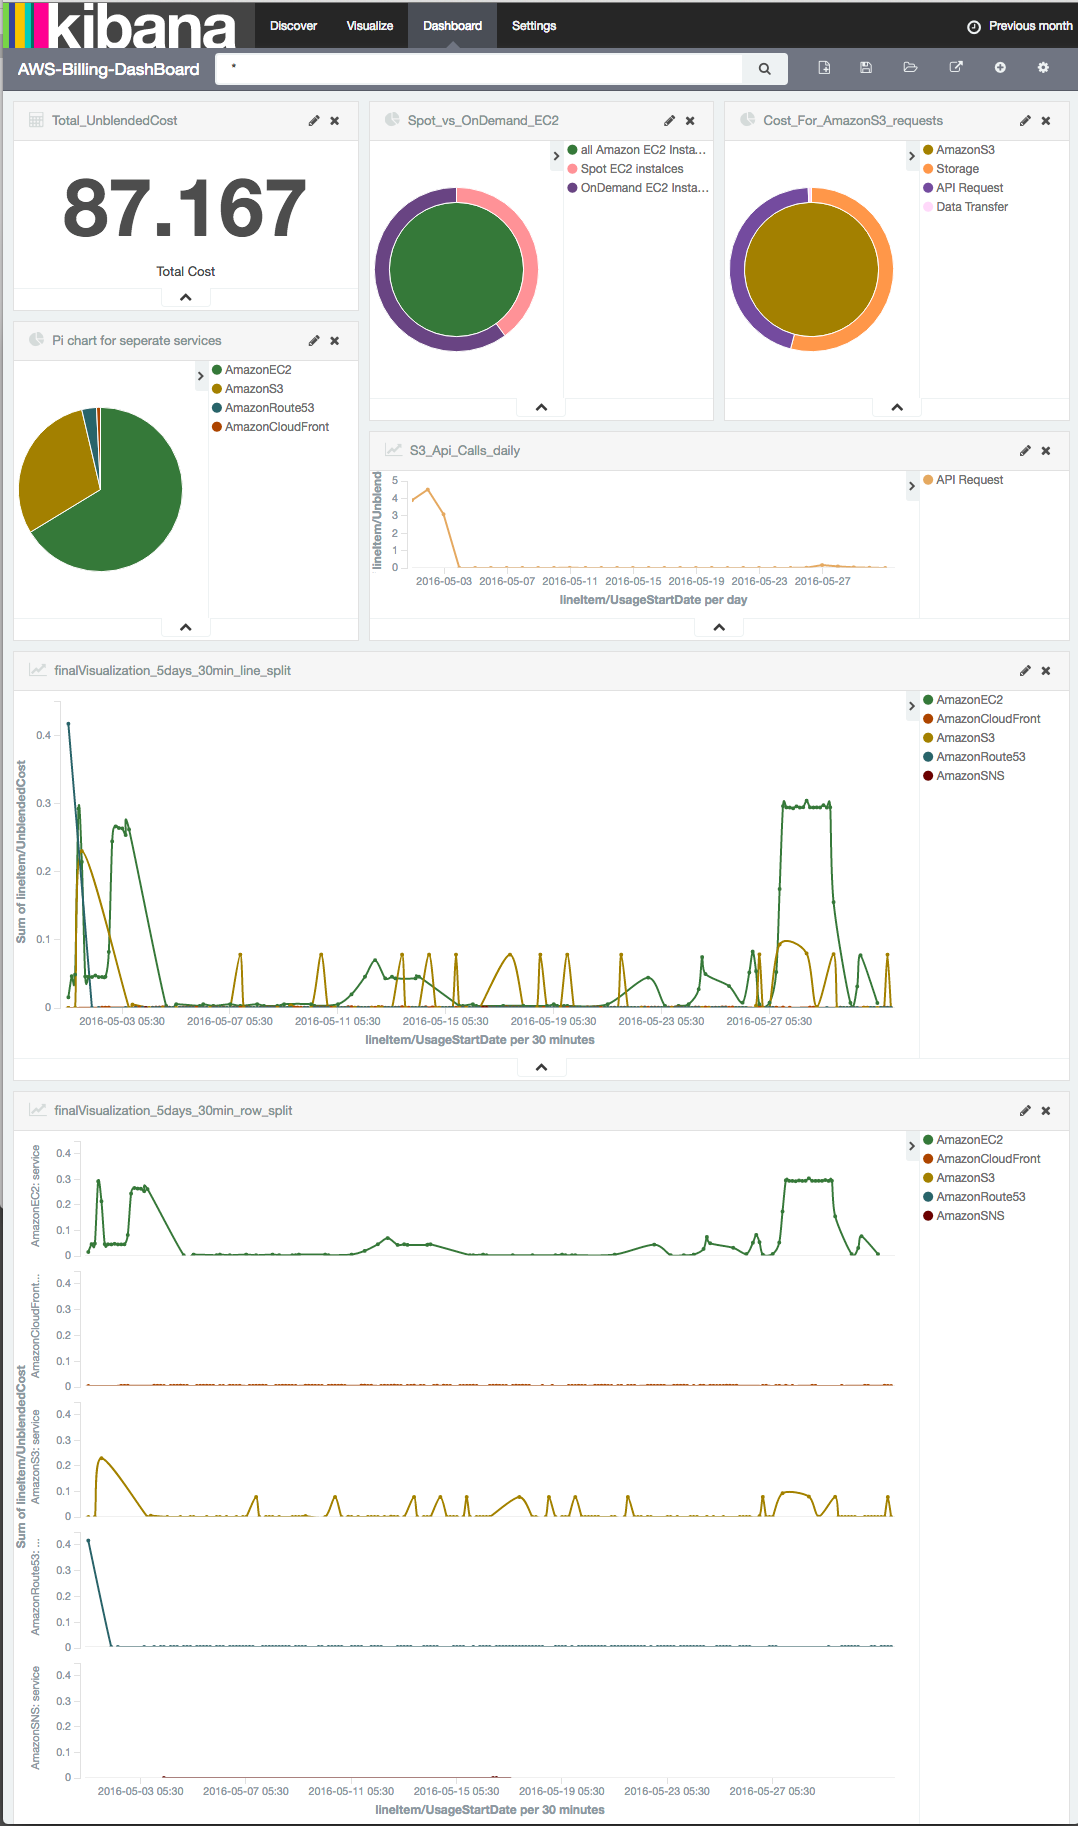 kibana
Discover
Visualize
Dashboard
Settings
Previous month
AWS-Billing-DashBoard
*
Total_UnblendedCost
87.167
Total Cost
Spot_vs_OnDemand_EC2
all Amazon EC2 Insta...
Spot EC2 instalces
OnDemand EC2 Insta...
Cost_For_AmazonS3_requests
AmazonS3
Storage
API Request
Data Transfer
Pi chart for seperate services
AmazonEC2
AmazonS3
AmazonRoute53
AmazonCloudFront
S3_Api_Calls_daily
lineItem/Unblend
5
4
3
2
1
0
2016-05-03 2016-05-07 2016-05-11 2016-05-15 2016-05-19 2016-05-23 2016-05-27
lineItem/UsageStartDate per day
API Request
finalVisualization_5days_30min_line_split
Sum of lineItem/UnblendedCost
0.4
0.3
0.2
0.1
0
2016-05-03 05:30 2016-05-07 05:30 2016-05-11 05:30 2016-05-15 05:30 2016-05-19 05:30 2016-05-23 05:30 2016-05-27 05:30
lineItem/UsageStartDate per 30 minutes
AmazonEC2
AmazonCloudFront
AmazonS3
AmazonRoute53
AmazonSNS
finalVisualization_5days_30min_row_split
Sum of lineItem/UnblendedCost
AmazonEC2: service
0.4
0.3
0.2
0.1
0
AmazonCloudFront...
0.4
0.3
0.2
0.1
0
AmazonS3: service
0.4
0.3
0.2
0.1
0
AmazonRoute53: ...
0.4
0.3
0.2
0.1
0
AmazonSNS: service
0.4
0.3
0.2
0.1
0
2016-05-03 05:30 2016-05-07 05:30 2016-05-11 05:30 2016-05-15 05:30 2016-05-19 05:30 2016-05-23 05:30 2016-05-27 05:30
lineItem/UsageStartDate per 30 minutes
AmazonEC2
AmazonCloudFront
AmazonS3
AmazonRoute53
AmazonSNS